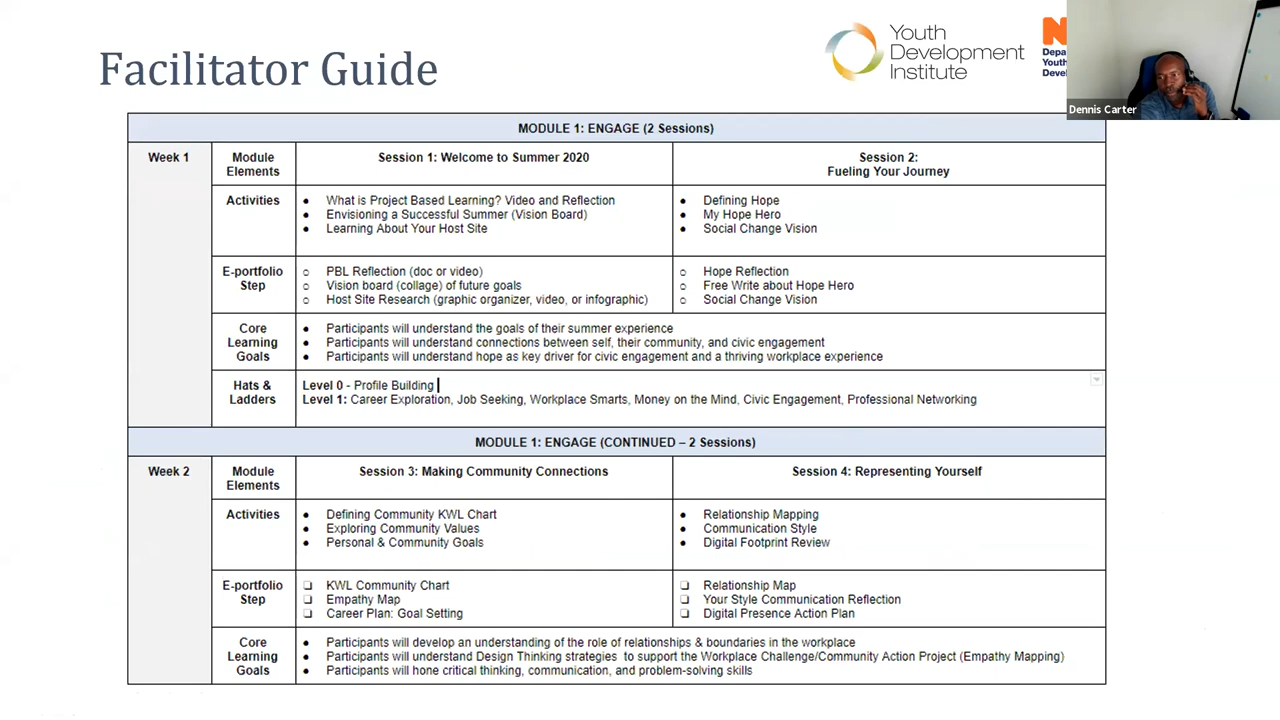 Facilitator Guide
Youth
Development
Institute
N
Depa
Youth
Devel
Dennis Carter
MODULE 1: ENGAGE (2 Sessions)
Week 1
Module
Elements
Session 1: Welcome to Summer 2020
Session 2:
Fueling Your Journey
Activities
● What is Project Based Learning? Video and Reflection
● Envisioning a Successful Summer (Vision Board)
● Learning About Your Host Site
● Defining Hope
● My Hope Hero
● Social Change Vision
E-portfolio
Step
○ PBL Reflection (doc or video)
○ Vision board (collage) of future goals
○ Host Site Research (graphic organizer, video, or infographic)
○ Hope Reflection
○ Free Write about Hope Hero
○ Social Change Vision
Core
Learning
Goals
● Participants will understand the goals of their summer experience
● Participants will understand connections between self, their community, and civic engagement
● Participants will understand hope as key driver for civic engagement and a thriving workplace experience
Hats &
Ladders
Level 0 - Profile Building
Level 1: Career Exploration, Job Seeking, Workplace Smarts, Money on the Mind, Civic Engagement, Professional Networking
MODULE 1: ENGAGE (CONTINUED – 2 Sessions)
Week 2
Module
Elements
Session 3: Making Community Connections
Session 4: Representing Yourself
Activities
● Defining Community KWL Chart
● Exploring Community Values
● Personal & Community Goals
● Relationship Mapping
● Communication Style
● Digital Footprint Review
E-portfolio
Step
❏ KWL Community Chart
❏ Empathy Map
❏ Career Plan: Goal Setting
❏ Relationship Map
❏ Your Style Communication Reflection
❏ Digital Presence Action Plan
Core
Learning
Goals
● Participants will develop an understanding of the role of relationships & boundaries in the workplace
● Participants will understand Design Thinking strategies to support the Workplace Challenge/Community Action Project (Empathy Mapping)
● Participants will hone critical thinking, communication, and problem-solving skills